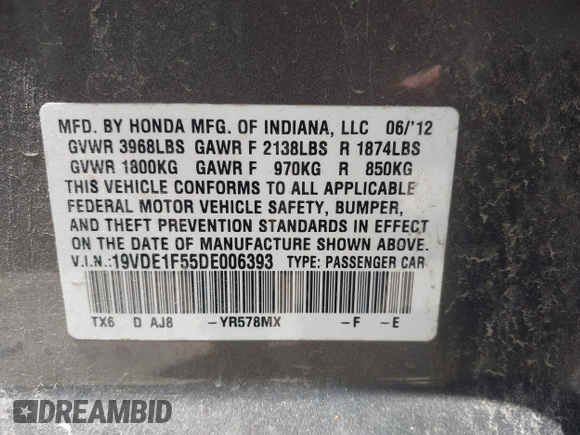 MFD. BY HONDA MFG. OF INDIANA, LLC 06/'12
GVWR 3968LBS GAWR F 2138LBS R 1874LBS
GVWR 1800KG GAWR F 970KG R 850KG
THIS VEHICLE CONFORMS TO ALL APPLICABLE
FEDERAL MOTOR VEHICLE SAFETY, BUMPER,
AND THEFT PREVENTION STANDARDS IN EFFECT
ON THE DATE OF MANUFACTURE SHOWN ABOVE.
V.I.N.:19VDE1F55DE006393 TYPE: PASSENGER CAR
TX6 D AJ8 -YR578MX -F -E
DREAMBID